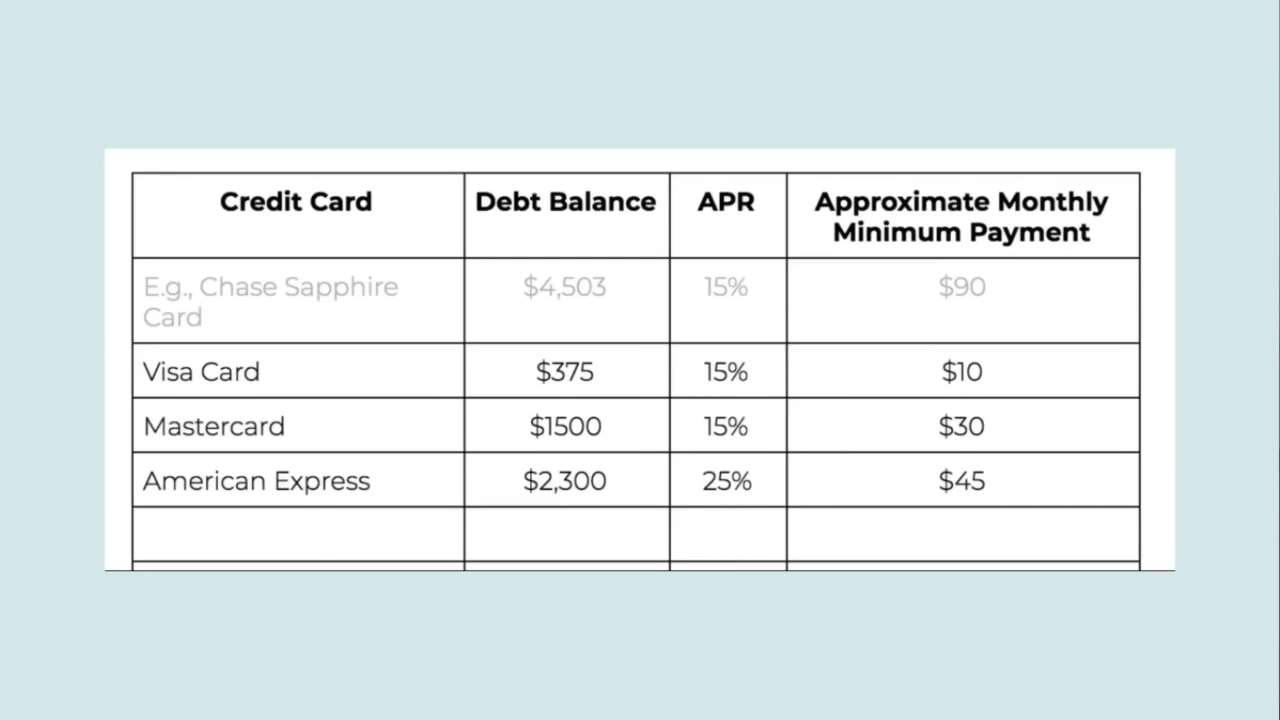 Credit Card Debt Balance APR Approximate Monthly
Minimum Payment
E.g., Chase Sapphire $4,503 15% $90
Card
Visa Card $375 15% $10
Mastercard $1500 15% $30
American Express $2,300 25% $45